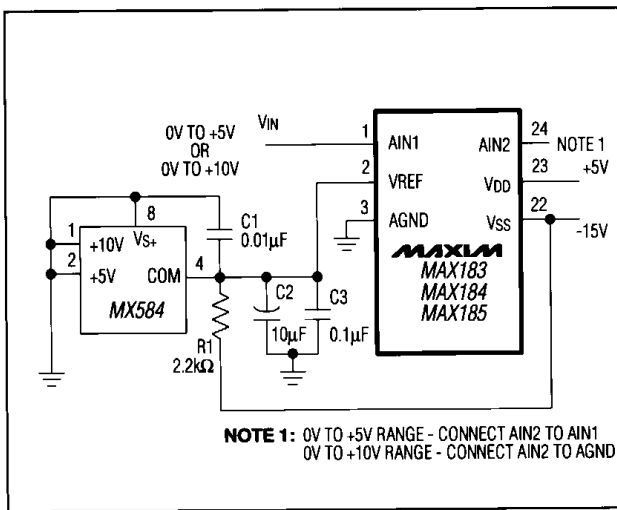 0V TO +5V
OR
0V TO +10V
VIN
1
AIN1
AIN2
24
NOTE 1
2
VREF
VDD
23
+5V
3
AGND
VSS
22
-15V
MAXIM
MAX183
MAX184
MAX185
8
VS+
C1
0.01µF
1
+10V
2
+5V
COM
4
MX584
C2
10µF
C3
0.1µF
R1
2.2kΩ
NOTE 1: 0V TO +5V RANGE - CONNECT AIN2 TO AIN1
0V TO +10V RANGE - CONNECT AIN2 TO AGND